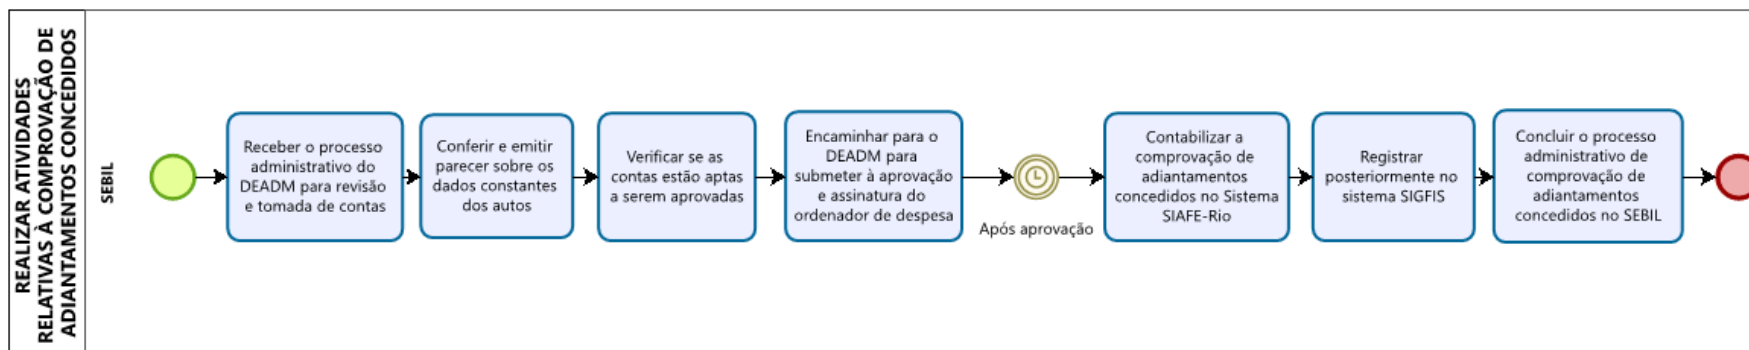 REALIZAR ATIVIDADES
RELATIVAS À COMPROVAÇÃO DE
ADIANTAMENTOS CONCEDIDOS
SEBIL
Receber o processo
administrativo do
DEADM para revisão
e tomada de contas
Conferir e emitir
parecer sobre os
dados constantes
dos autos
Verificar se as
contas estão aptas
a serem aprovadas
Encaminhar para o
DEADM para
submeter à aprovação
e assinatura do
ordenador de despesa
Após aprovação
Contabilizar a
comprovação de
adiantamentos
concedidos no Sistema
SIAFE-Rio
Registrar
posteriormente no
sistema SIGFIS
Concluir o processo
administrativo de
comprovação de
adiantamentos
concedidos no SEBIL